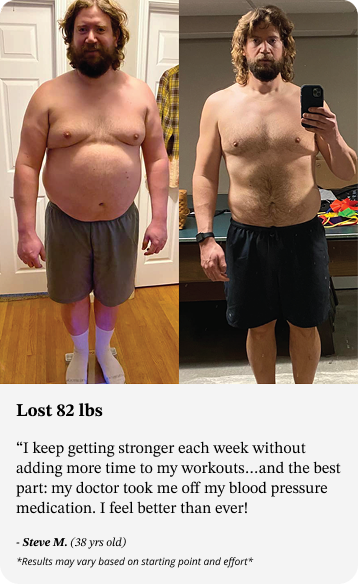 Lost 82 lbs
“I keep getting stronger each week without
adding more time to my workouts...and the best
part: my doctor took me off my blood pressure
medication. I feel better than ever!
- Steve M. (38 yrs old)
*Results may vary based on starting point and effort*